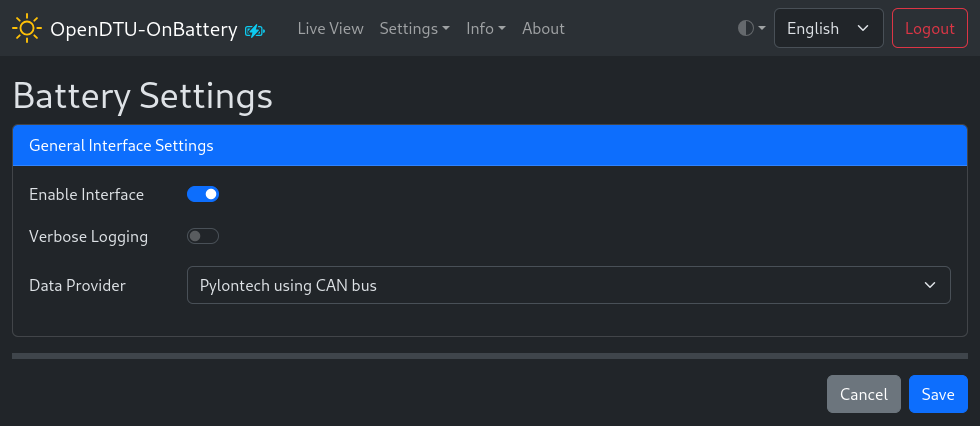 OpenDTU-OnBattery Live View Settings Info About English Logout
Battery Settings
General Interface Settings
Enable Interface
Verbose Logging
Data Provider Pylontech using CAN bus
Cancel Save